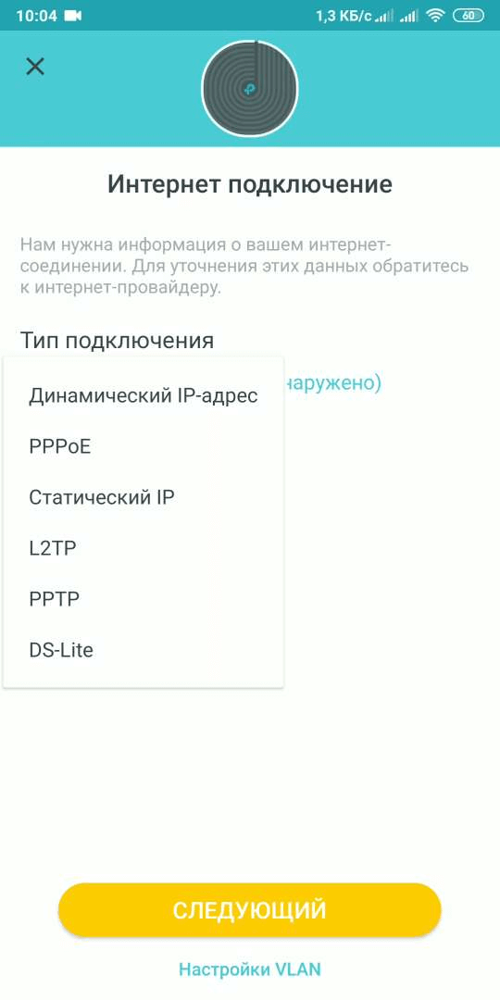 10:04
1,3 КБ/с
60
Интернет подключение
Нам нужна информация о вашем интернет-
соединении. Для уточнения этих данных обратитесь
к интернет-провайдеру.
Тип подключения
наружено)
Динамический IP-адрес
PPPoE
Статический IP
L2TP
PPTP
DS-Lite
СЛЕДУЮЩИЙ
Настройки VLAN